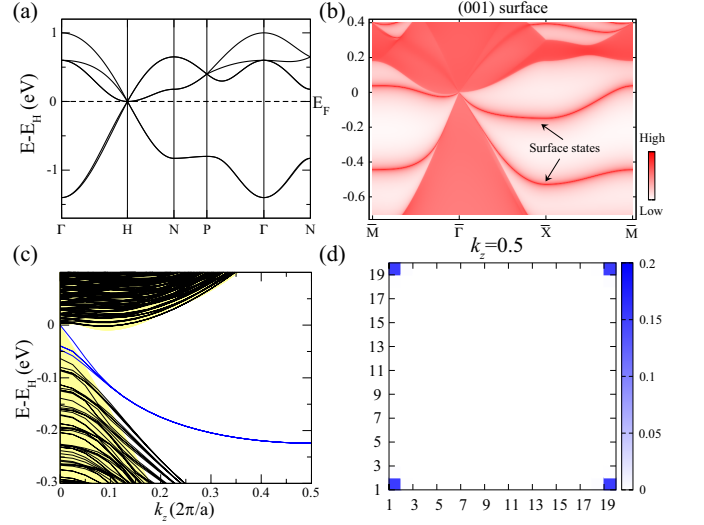 (a)
E-E_H (eV)
1
0
-1
E_F
Γ H N P Γ N
(b)
(001) surface
0.4
0.2
0
-0.2
-0.4
-0.6
Surface states
High
Low
M̅ Γ̅ X̅ M̅
(c)
E-E_H (eV)
0
-0.1
-0.2
-0.3
0 0.1 0.2 0.3 0.4 0.5
k_z (2π/a)
(d)
k_z=0.5
19
17
15
13
11
9
7
5
3
1
1 3 5 7 9 11 13 15 17 19
0.2
0.15
0.1
0.05
0